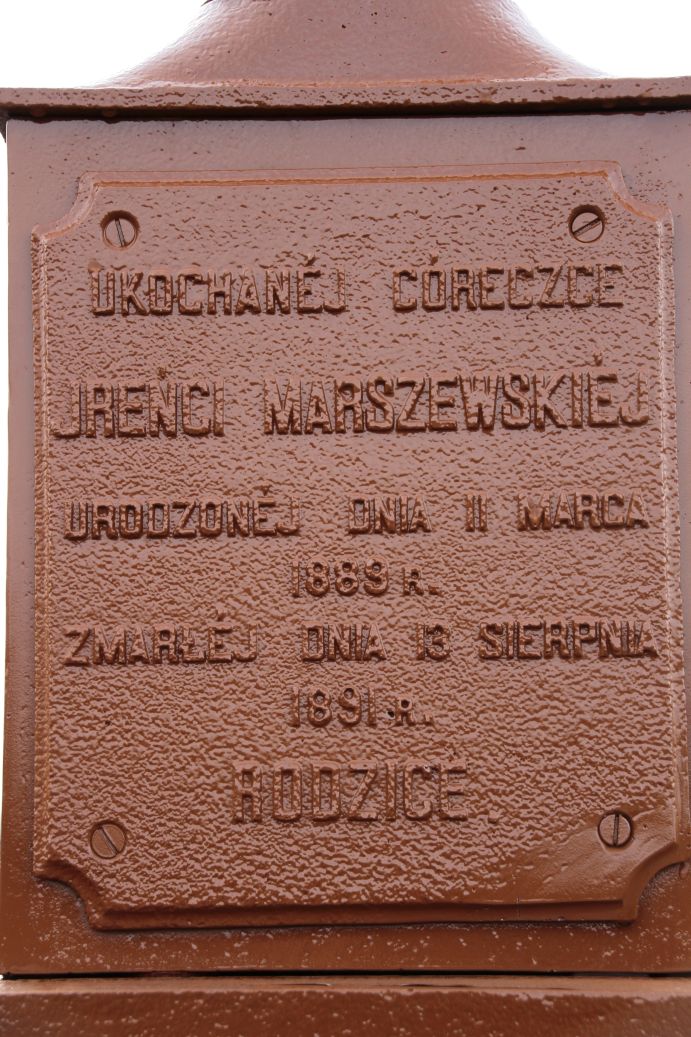 UKOCHANÉJ CÓRECZCE
JREŃCI MARSZEWSKIÉJ
URODZONÉJ DNIA 11 MARCA
1889 R.
ZMARŁÉJ DNIA 13 SIERPNIA
1891 R.
RODZICE.